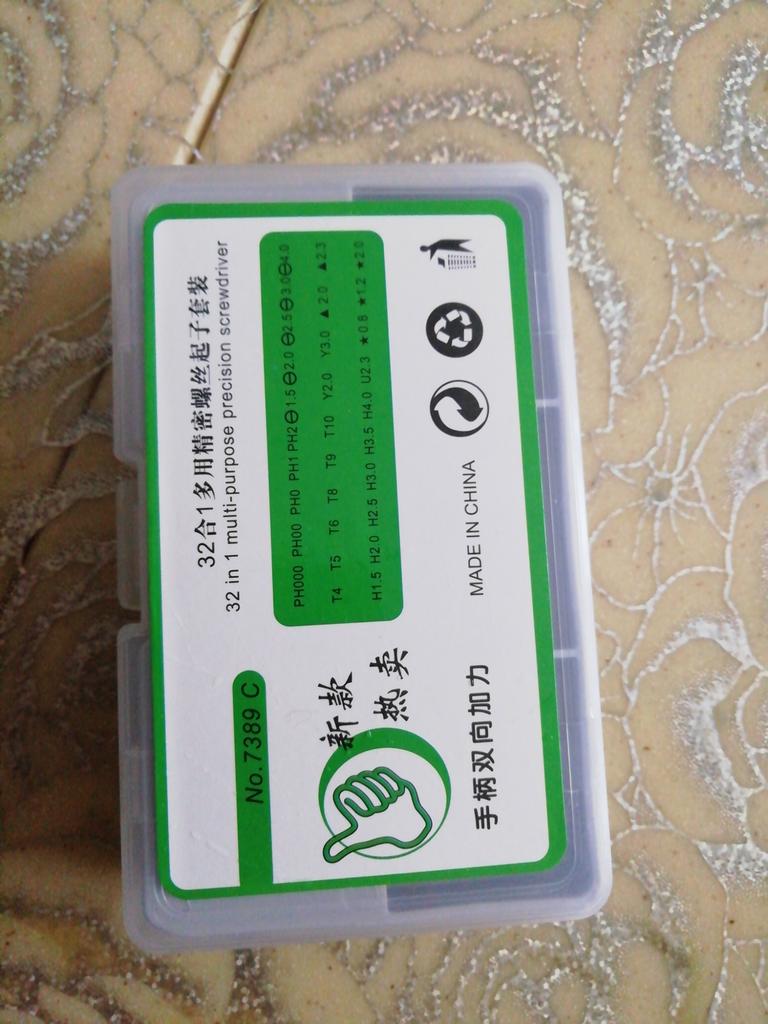 32合1多用精密螺丝起子套装
32 in 1 multi-purpose precision screwdriver
No.7389 C
PH000 PH00 PH0 PH1 PH2 ⊖1.5 ⊖2.0 ⊖2.5 ⊖3.0 ⊖4.0
T4 T5 T6 T8 T9 T10 Y2.0 Y3.0 ▲2.0 ▲2.3
H1.5 H2.0 H2.5 H3.0 H3.5 H4.0 U2.3 ★0.8 ★1.2 ★2.0
新款
热卖
手柄双向加力
MADE IN CHINA